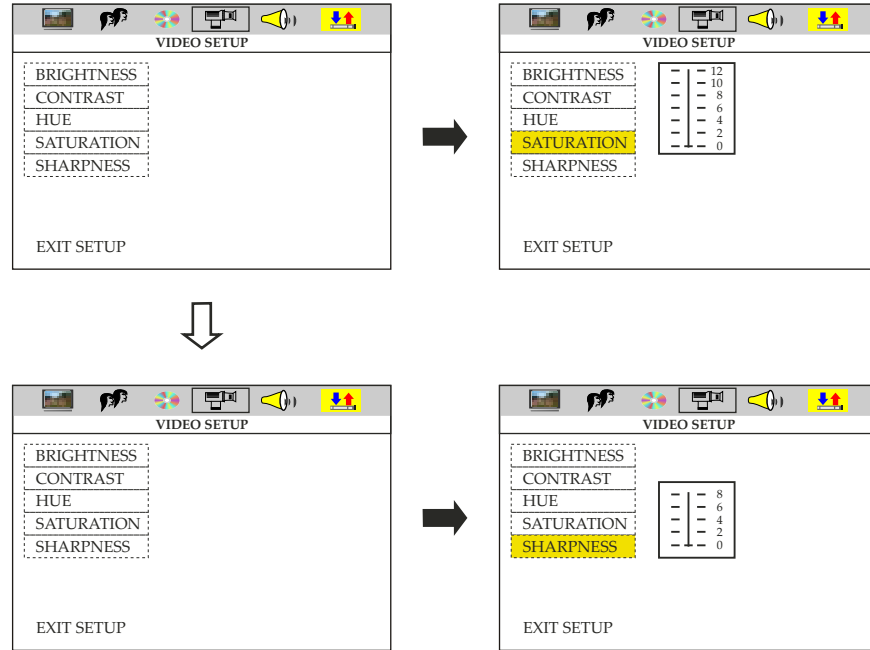 VIDEO SETUP
BRIGHTNESS
CONTRAST
HUE
SATURATION
SHARPNESS
EXIT SETUP
VIDEO SETUP
BRIGHTNESS
CONTRAST
HUE
SATURATION
SHARPNESS
12
10
8
6
4
2
0
EXIT SETUP
VIDEO SETUP
BRIGHTNESS
CONTRAST
HUE
SATURATION
SHARPNESS
EXIT SETUP
VIDEO SETUP
BRIGHTNESS
CONTRAST
HUE
SATURATION
SHARPNESS
8
6
4
2
0
EXIT SETUP